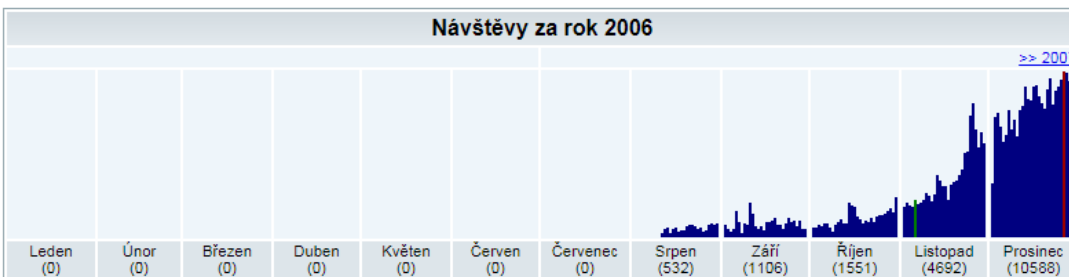 Návštěvy za rok 2006
>> 200
Leden Únor Březen Duben Květen Červen Červenec Srpen Září Říjen Listopad Prosinec
(0) (0) (0) (0) (0) (0) (0) (532) (1106) (1551) (4692) (10588)